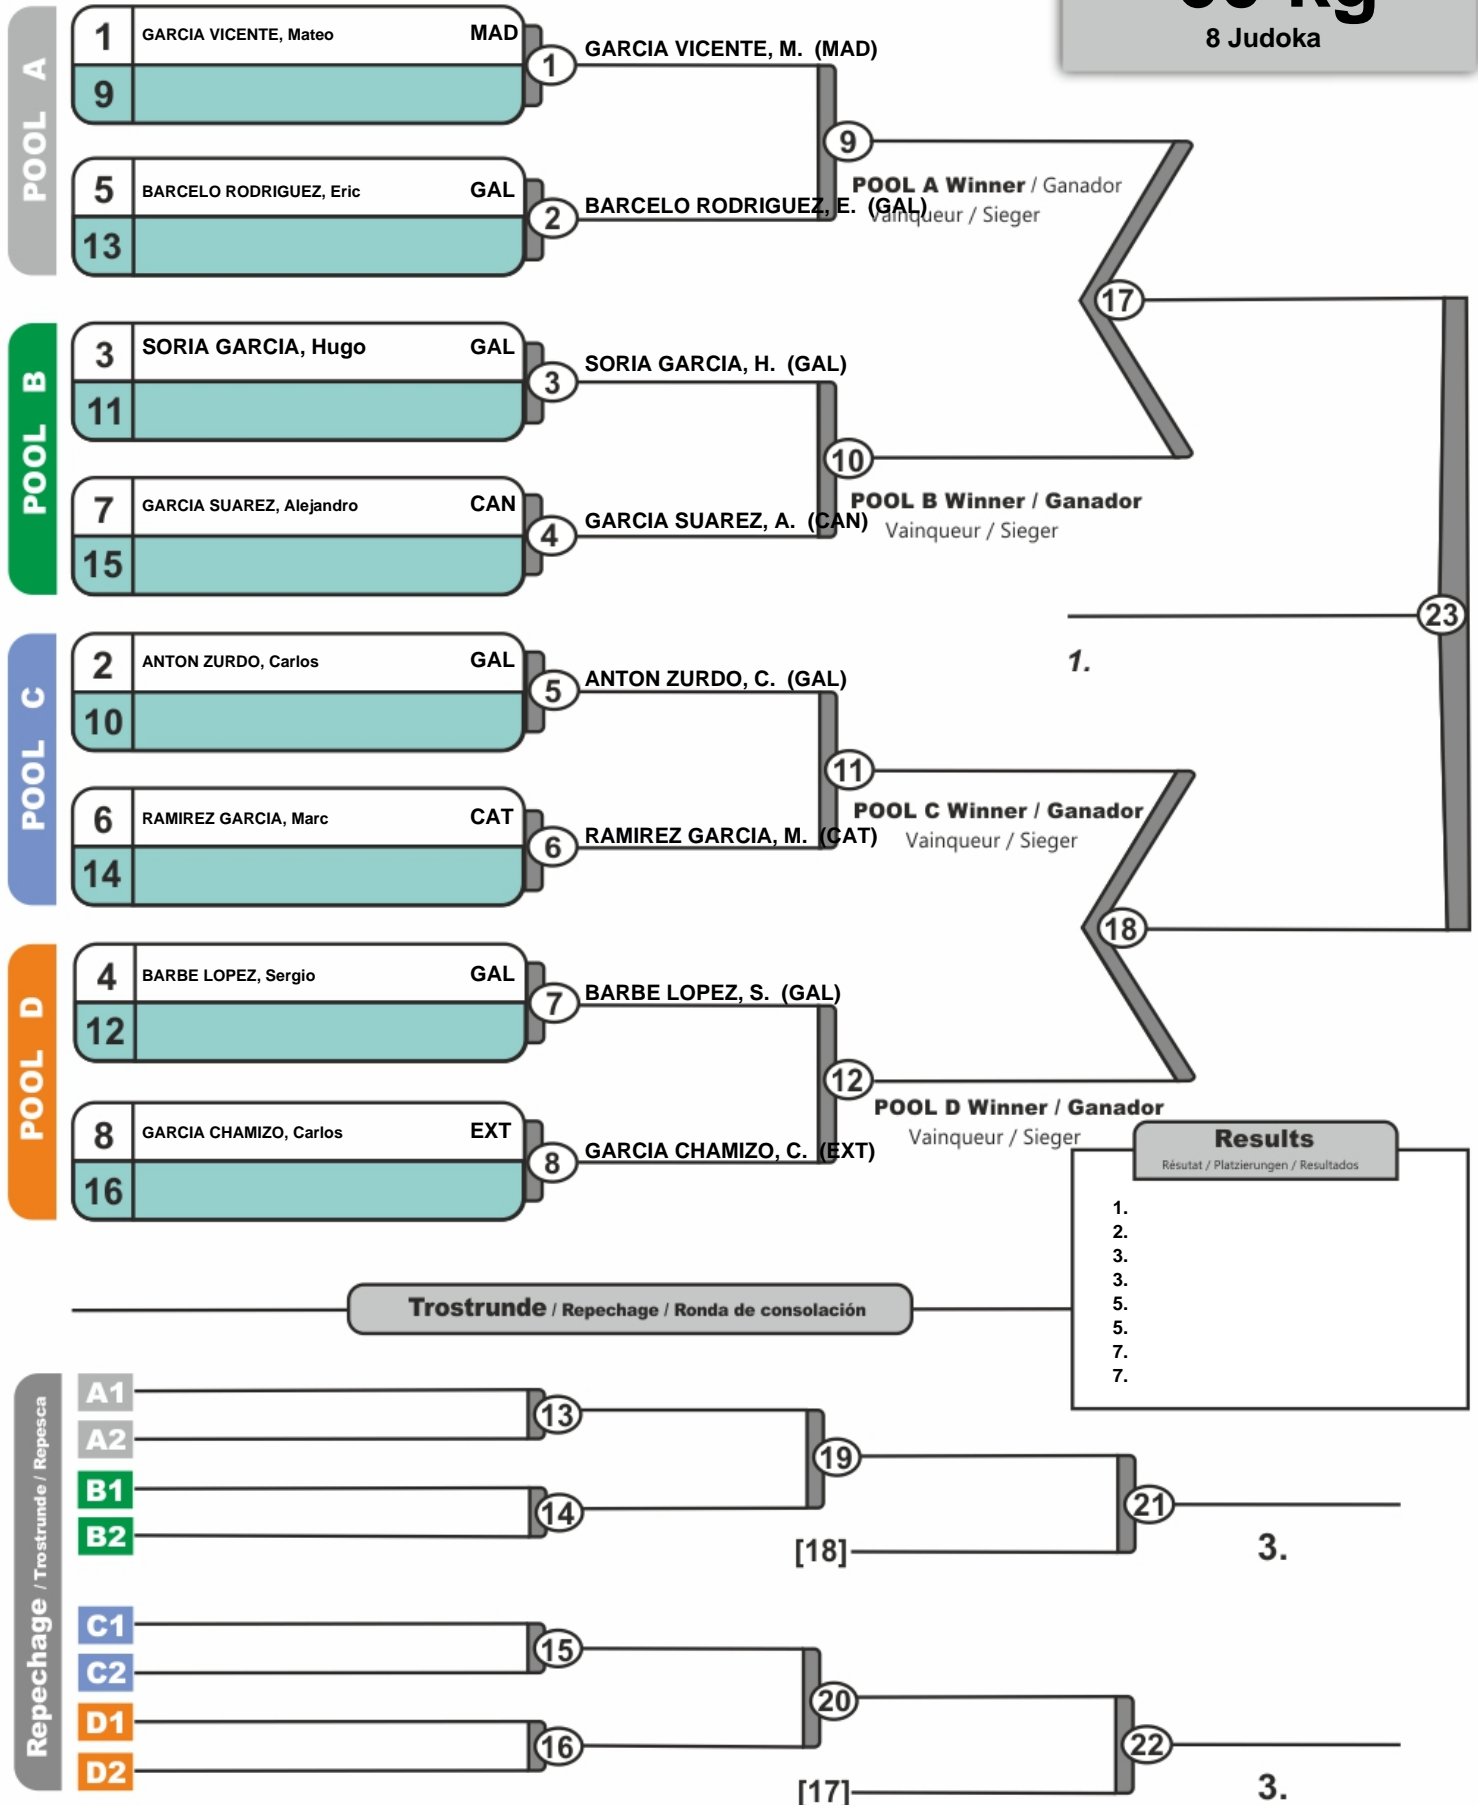 8 Judoka
POOL A
1 GARCIA VICENTE, Mateo MAD
9
1 GARCIA VICENTE, M. (MAD)
5 BARCELO RODRIGUEZ, Eric GAL
13
2 BARCELO RODRIGUEZ, E. (GAL)
9
POOL A Winner / Ganador
Vainqueur / Sieger
POOL B
3 SORIA GARCIA, Hugo GAL
11
3 SORIA GARCIA, H. (GAL)
7 GARCIA SUAREZ, Alejandro CAN
15
4 GARCIA SUAREZ, A. (CAN)
10
POOL B Winner / Ganador
Vainqueur / Sieger
17
23
1.
POOL C
2 ANTON ZURDO, Carlos GAL
10
5 ANTON ZURDO, C. (GAL)
6 RAMIREZ GARCIA, Marc CAT
14
6 RAMIREZ GARCIA, M. (CAT)
11
POOL C Winner / Ganador
Vainqueur / Sieger
18
POOL D
4 BARBE LOPEZ, Sergio GAL
12
7 BARBE LOPEZ, S. (GAL)
8 GARCIA CHAMIZO, Carlos EXT
16
8 GARCIA CHAMIZO, C. (EXT)
12
POOL D Winner / Ganador
Vainqueur / Sieger
Results
Résutat / Platzierungen / Resultados
1.
2.
3.
3.
5.
5.
7.
7.
Trostrunde / Repechage / Ronda de consolación
Repechage / Trostrunde / Repesca
A1
A2
13
B1
B2
14
19
[18]
21
3.
C1
C2
15
D1
D2
16
20
[17]
22
3.